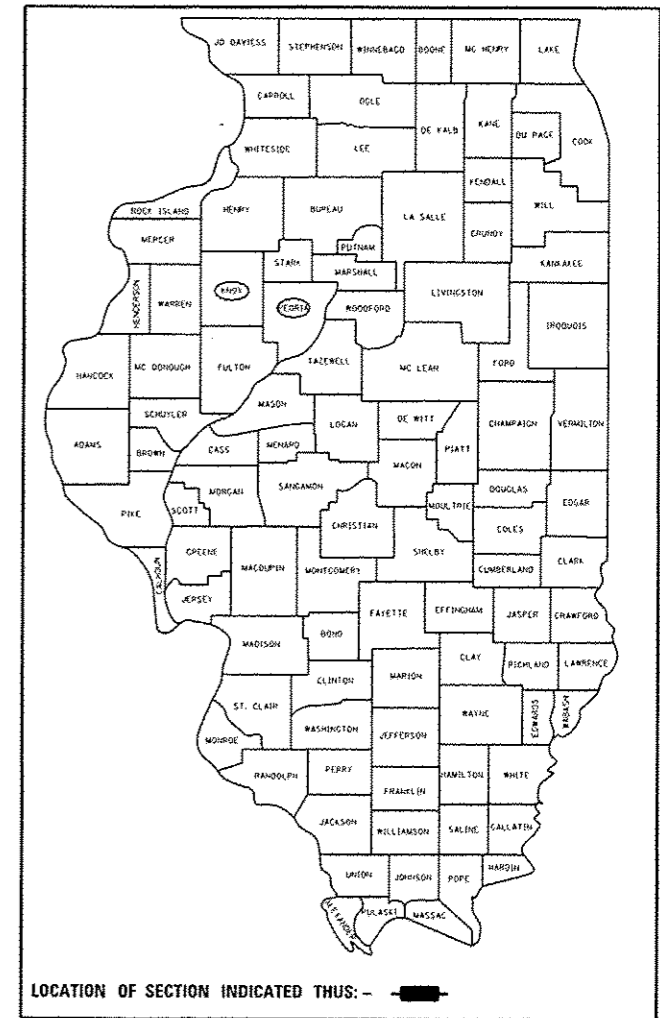 JO DAVIESS STEPHENSON WINNEBAGO BOONE MC HENRY LAKE
CARROLL OGLE DE KALB KANE DU PAGE COOK
WHITESIDE LEE KENDALL WILL
ROCK ISLAND HENRY BUREAU LA SALLE GRUNDY
MERCER PUTNAM KANKAKEE
STARK MARSHALL
HENDERSON WARREN KNOX PEORIA WOODFORD LIVINGSTON IROQUOIS
HANCOCK MC DONOUGH FULTON TAZEWELL MC LEAN FORD
SCHUYLER MASON LOGAN DE WITT CHAMPAIGN VERMILION
ADAMS BROWN CASS MENARD MACON PIATT
PIKE SCOTT MORGAN SANGAMON CHRISTIAN MOULTRIE DOUGLAS EDGAR
COLES
CALHOUN GREENE MACOUPIN MONTGOMERY SHELBY CUMBERLAND CLARK
JERSEY FAYETTE EFFINGHAM JASPER CRAWFORD
MADISON BOND CLAY RICHLAND LAWRENCE
CLINTON MARION
ST. CLAIR WAYNE EDWARDS WABASH
MONROE WASHINGTON JEFFERSON
RANDOLPH PERRY HAMILTON WHITE
FRANKLIN
JACKSON WILLIAMSON SALINE GALLATIN
UNION JOHNSON POPE HARDIN
ALEXANDER PULASKI MASSAC
LOCATION OF SECTION INDICATED THUS: -